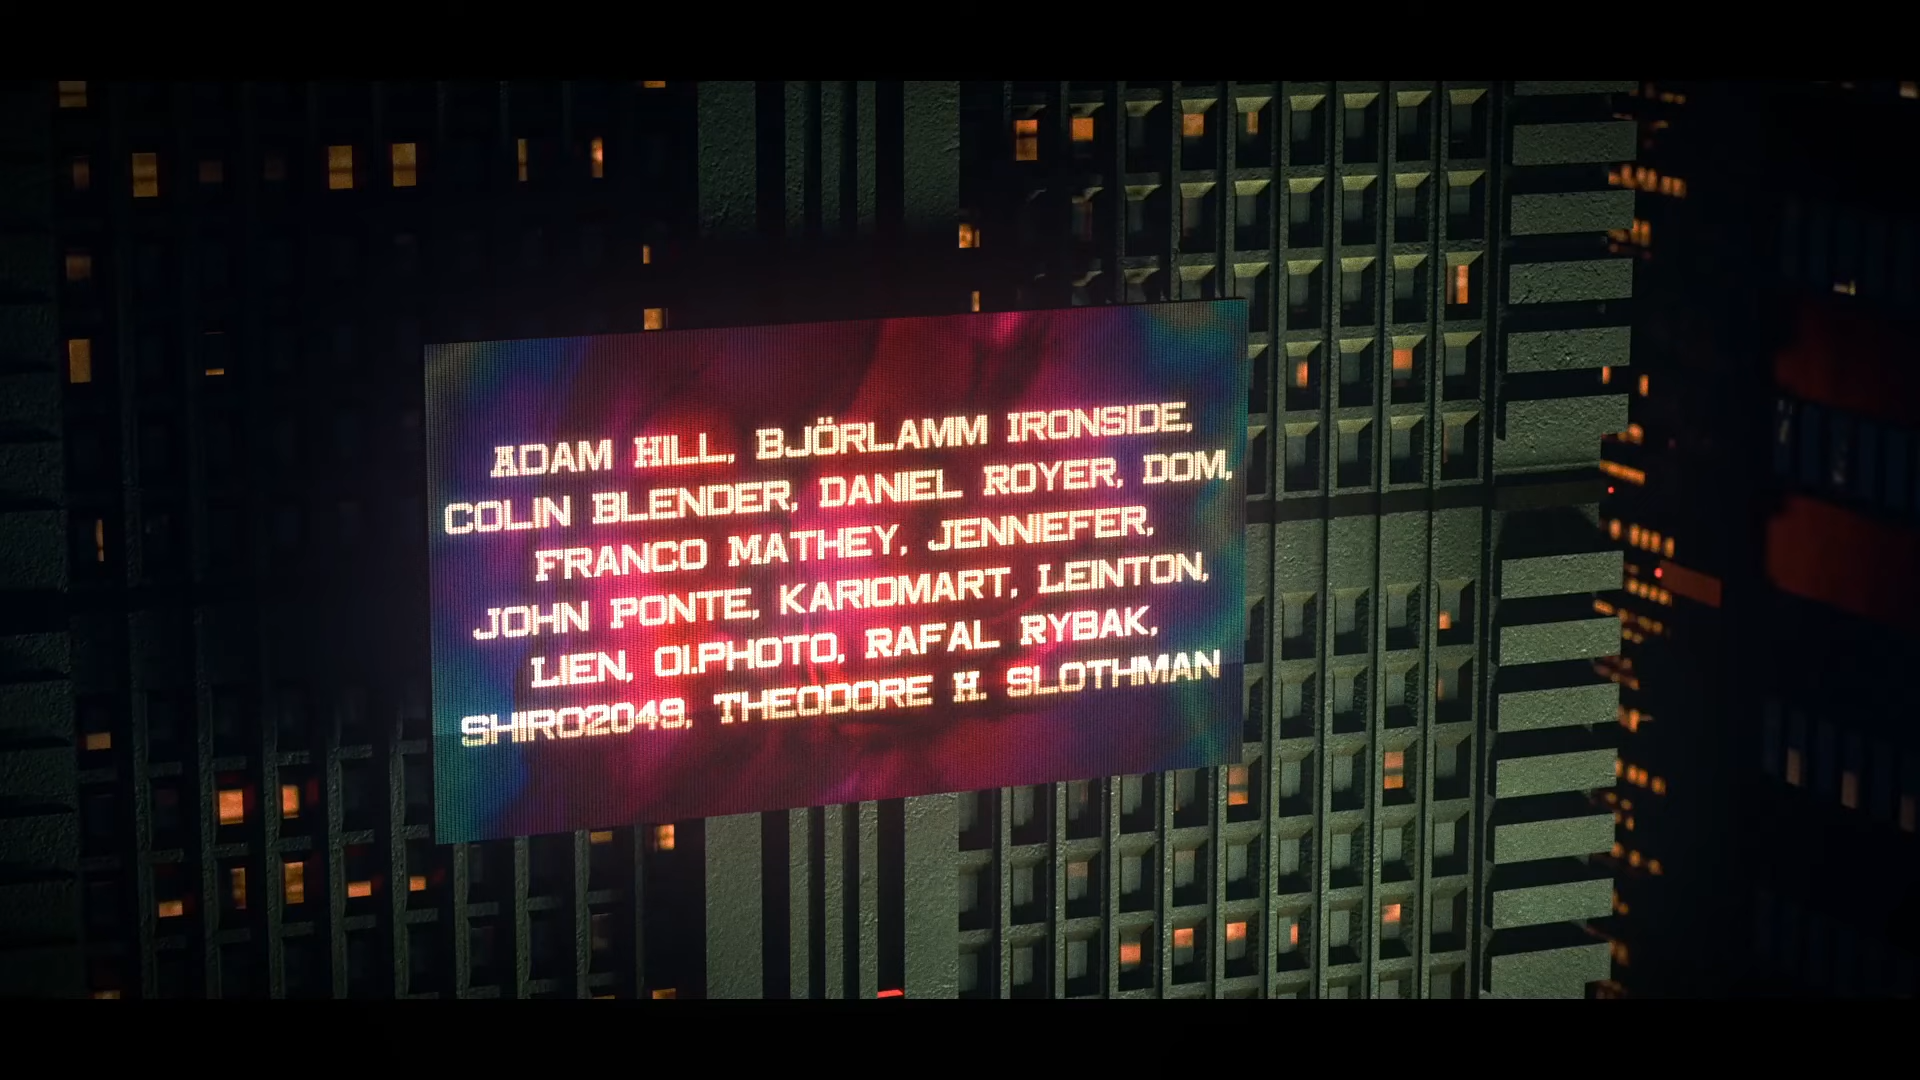 ADAM HILL, BJÖRLAMM IRONSIDE,
COLIN BLENDER, DANIEL ROYER, DOM,
FRANCO MATHEY, JENNIEFER,
JOHN PONTE, KARIOMART, LEINTON,
LIEN, OI.PHOTO, RAFAL RYBAK,
SHIRO2049, THEODORE H. SLOTHMAN